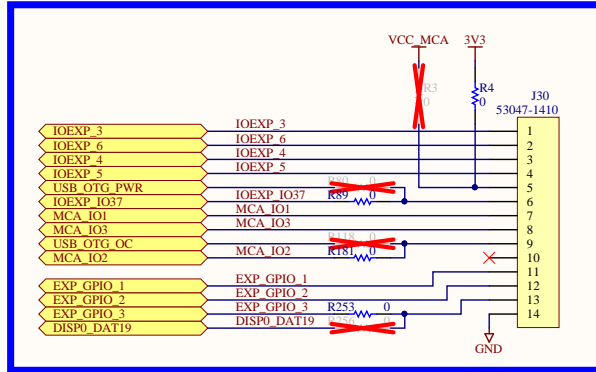 VCC_MCA 3V3
R3 R4
0 0
J30
53047-1410
IOEXP_3 IOEXP_3 1
IOEXP_6 IOEXP_6 2
IOEXP_4 IOEXP_4 3
IOEXP_5 IOEXP_5 4
USB_OTG_PWR R80 0 5
IOEXP_IO37 IOEXP_IO37 R89 0 6
MCA_IO1 MCA_IO1 7
MCA_IO3 MCA_IO3 8
USB_OTG_OC R118 0 9
MCA_IO2 MCA_IO2 R181 0 10
EXP_GPIO_1 EXP_GPIO_1 11
EXP_GPIO_2 EXP_GPIO_2 12
EXP_GPIO_3 EXP_GPIO_3 R253 0 13
DISP0_DAT19 DISP0_DAT19 R256 0 14
GND